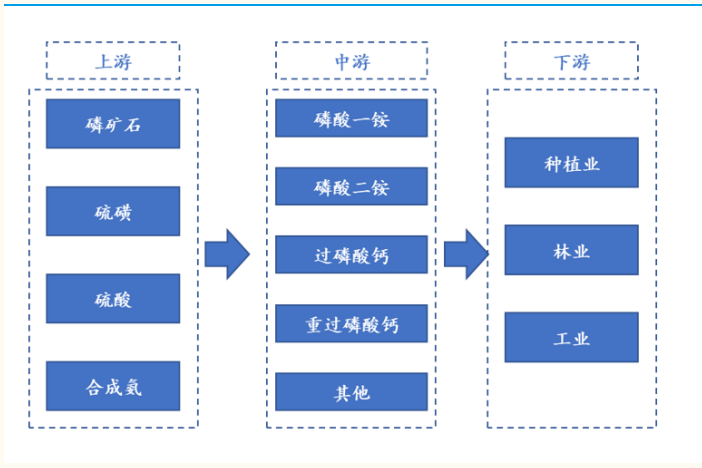 上游
磷矿石
硫磺
硫酸
合成氨
中游
磷酸一铵
磷酸二铵
过磷酸钙
重过磷酸钙
其他
下游
种植业
林业
工业